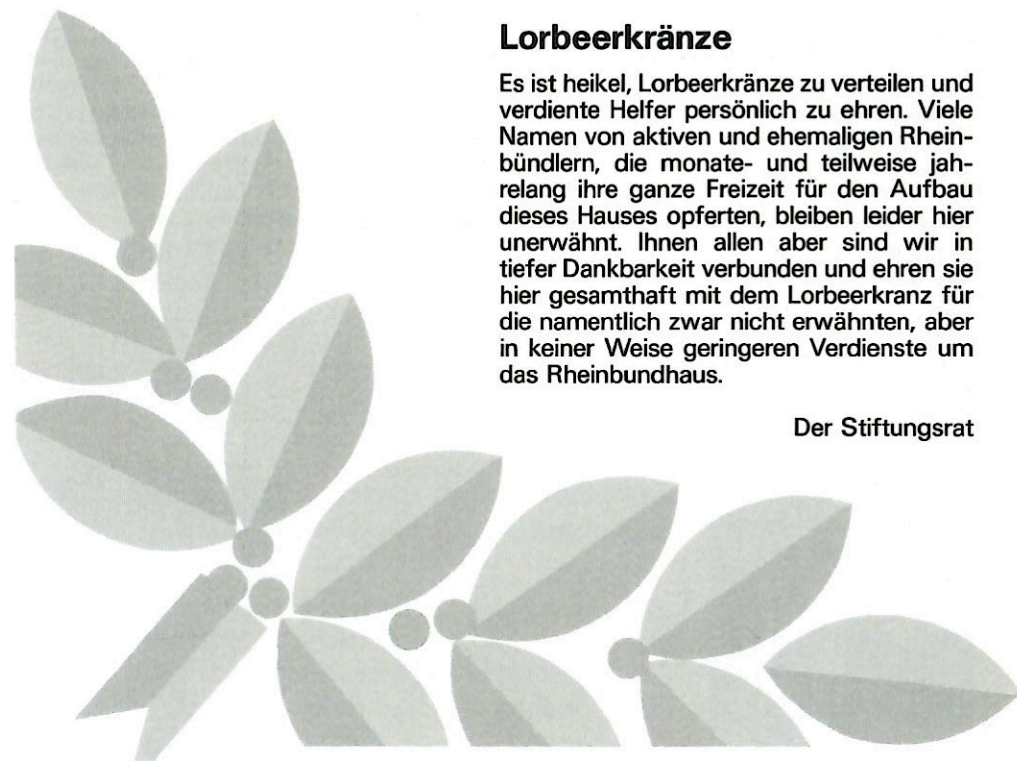 Lorbeerkränze
Es ist heikel, Lorbeerkränze zu verteilen und
verdiente Helfer persönlich zu ehren. Viele
Namen von aktiven und ehemaligen Rhein-
bündlern, die monate- und teilweise jah-
relang ihre ganze Freizeit für den Aufbau
dieses Hauses opferten, bleiben leider hier
unerwähnt. Ihnen allen aber sind wir in
tiefer Dankbarkeit verbunden und ehren sie
hier gesamthaft mit dem Lorbeerkranz für
die namentlich zwar nicht erwähnten, aber
in keiner Weise geringeren Verdienste um
das Rheinbundhaus.
Der Stiftungsrat